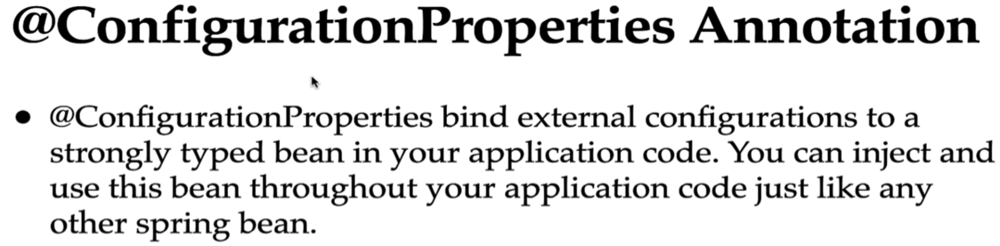 @ConfigurationProperties Annotation
● @ConfigurationProperties bind external configurations to a
strongly typed bean in your application code. You can inject and
use this bean throughout your application code just like any
other spring bean.